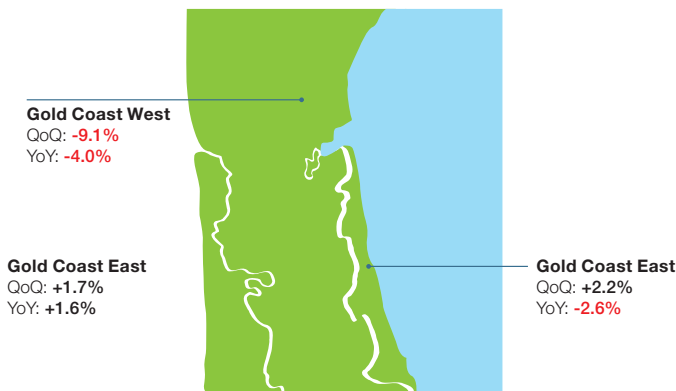 Gold Coast West
QoQ: -9.1%
YoY: -4.0%
Gold Coast East
QoQ: +1.7%
YoY: +1.6%
Gold Coast East
QoQ: +2.2%
YoY: -2.6%